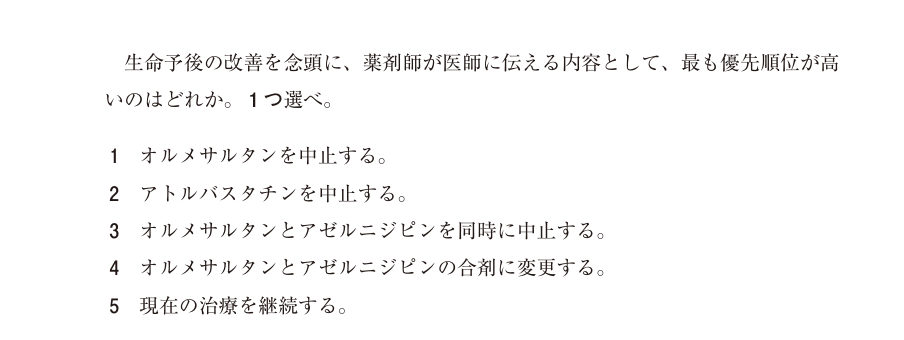 生命予後の改善を念頭に、薬剤師が医師に伝える内容として、最も優先順位が高
いのはどれか。1つ選べ。
1 オルメサルタンを中止する。
2 アトルバスタチンを中止する。
3 オルメサルタンとアゼルニジピンを同時に中止する。
4 オルメサルタンとアゼルニジピンの合剤に変更する。
5 現在の治療を継続する。